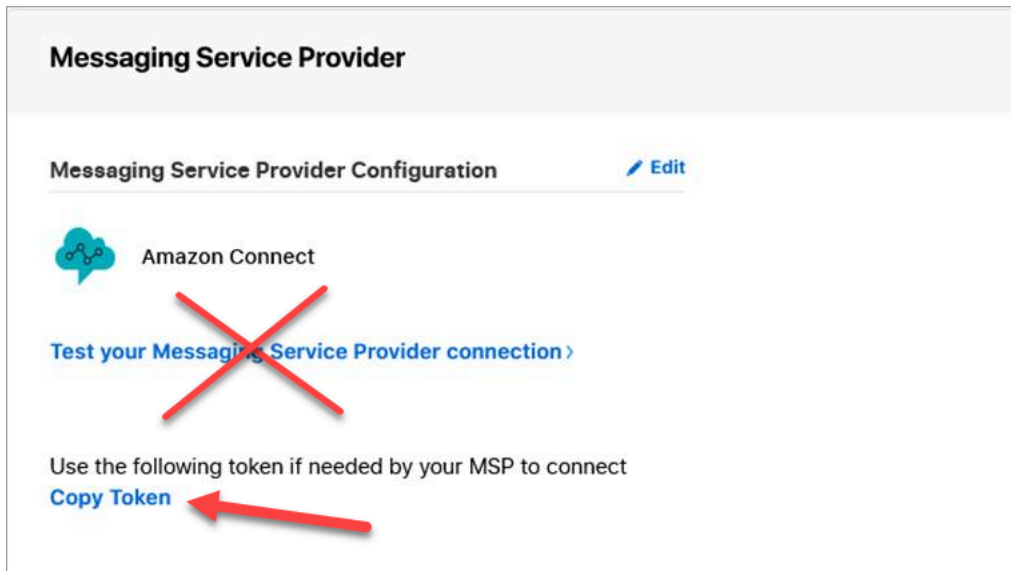 Messaging Service Provider
Messaging Service Provider Configuration
Edit
Amazon Connect
Test your Messaging Service Provider connection >
Use the following token if needed by your MSP to connect
Copy Token